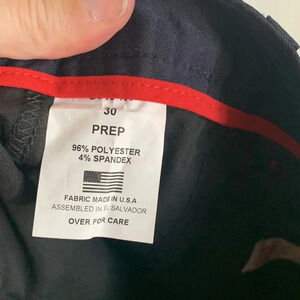 30
PREP
96% POLYESTER
4% SPANDEX
FABRIC MADE IN U.S.A
ASSEMBLED IN EL SALVADOR
OVER FOR CARE